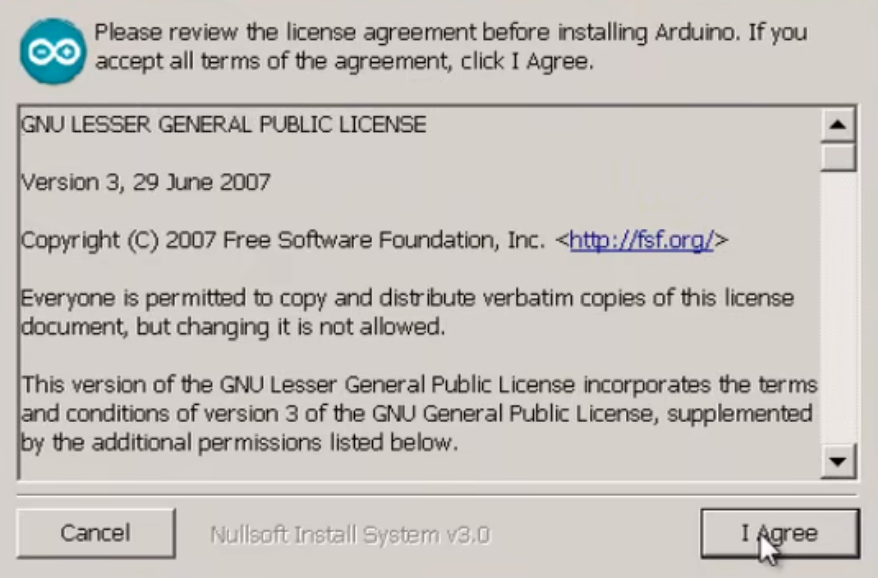 Please review the license agreement before installing Arduino. If you
accept all terms of the agreement, click I Agree.
GNU LESSER GENERAL PUBLIC LICENSE
Version 3, 29 June 2007
Copyright (C) 2007 Free Software Foundation, Inc. <http://fsf.org/>
Everyone is permitted to copy and distribute verbatim copies of this license
document, but changing it is not allowed.
This version of the GNU Lesser General Public License incorporates the terms
and conditions of version 3 of the GNU General Public License, supplemented
by the additional permissions listed below.
Cancel
Nullsoft Install System v3.0
I Agree